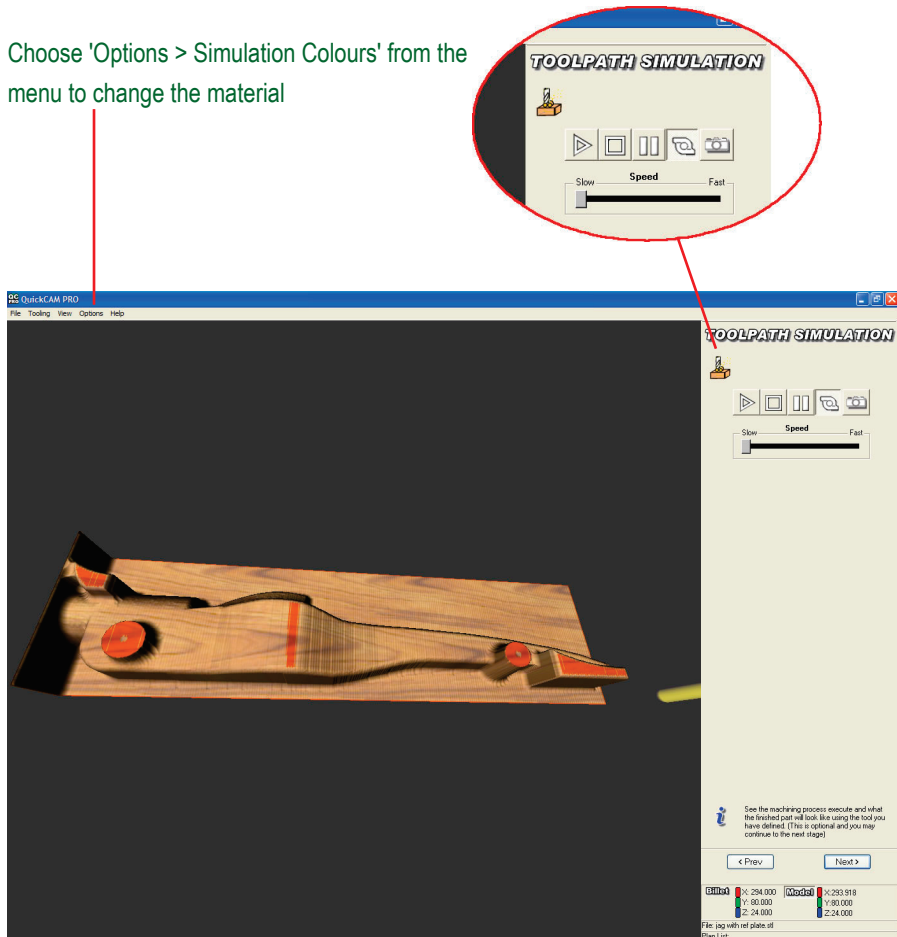 Choose 'Options > Simulation Colours' from the
menu to change the material
TOOLPATH SIMULATION
Slow Speed Fast
QC PRO QuickCAM PRO
File Tooling View Options Help
TOOLPATH SIMULATION
Slow Speed Fast
See the machining process execute and what
the finished part will look like using the tool you
have defined. (This is optional and you may
continue to the next stage)
< Prev Next >
Billet X: 294.000 Model X:293.918
Y: 80.000 Y:80.000
Z: 24.000 Z:24.000
File: jag with ref plate.stl
Plan List: